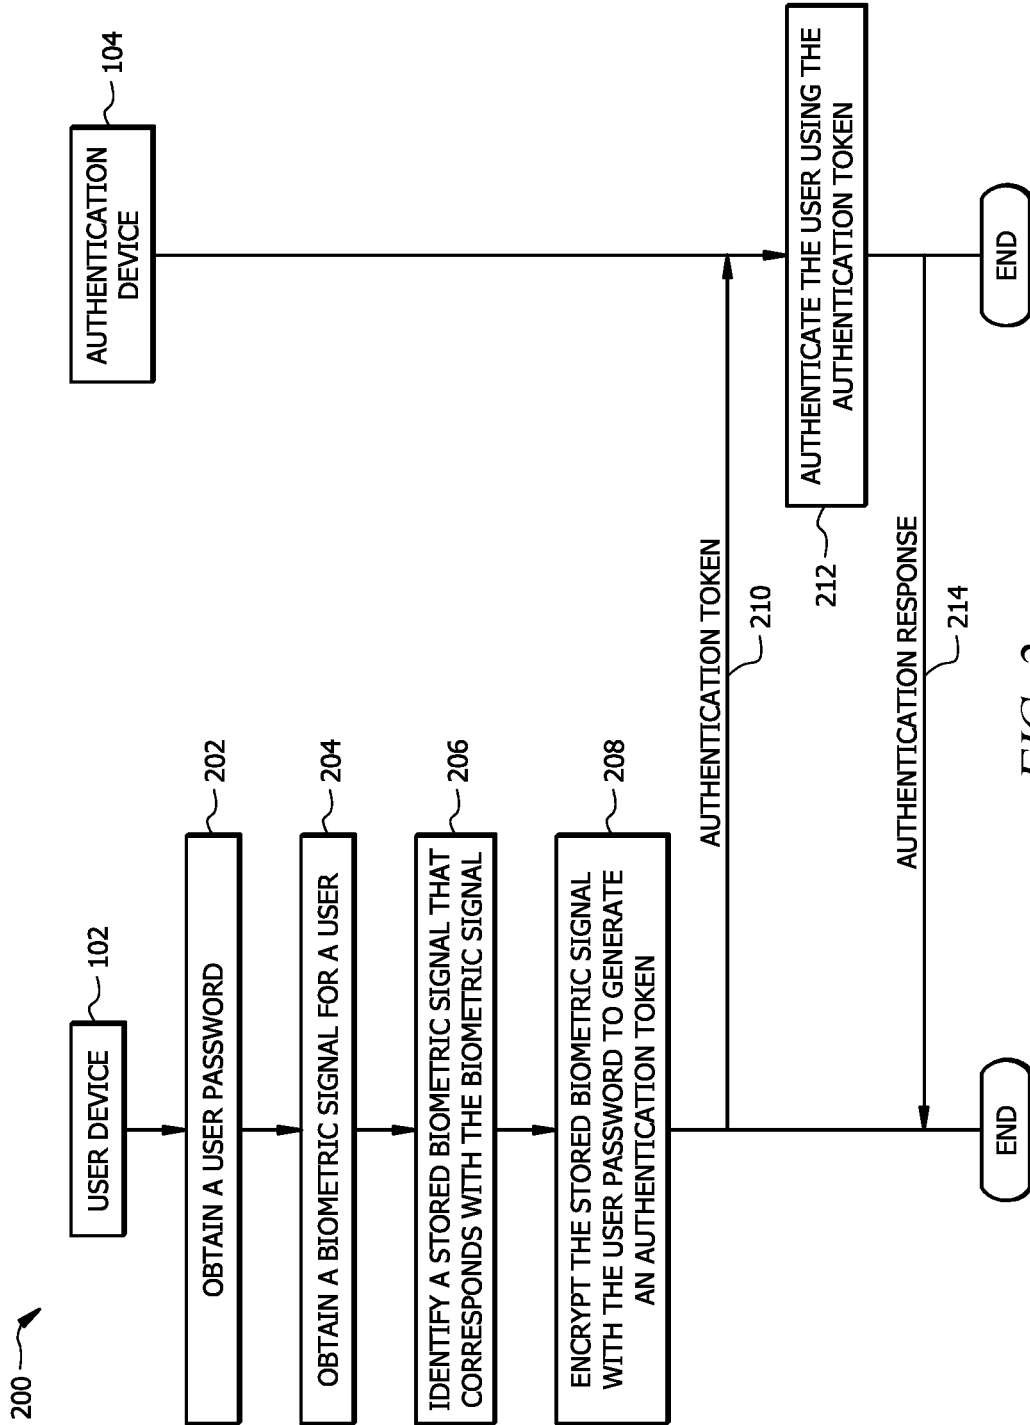 200
USER DEVICE
102
AUTHENTICATION
DEVICE
104
OBTAIN A USER PASSWORD
202
OBTAIN A BIOMETRIC SIGNAL FOR A USER
204
IDENTIFY A STORED BIOMETRIC SIGNAL THAT
CORRESPONDS WITH THE BIOMETRIC SIGNAL
206
ENCRYPT THE STORED BIOMETRIC SIGNAL
WITH THE USER PASSWORD TO GENERATE
AN AUTHENTICATION TOKEN
208
AUTHENTICATION TOKEN
210
AUTHENTICATE THE USER USING THE
AUTHENTICATION TOKEN
212
AUTHENTICATION RESPONSE
214
END
END